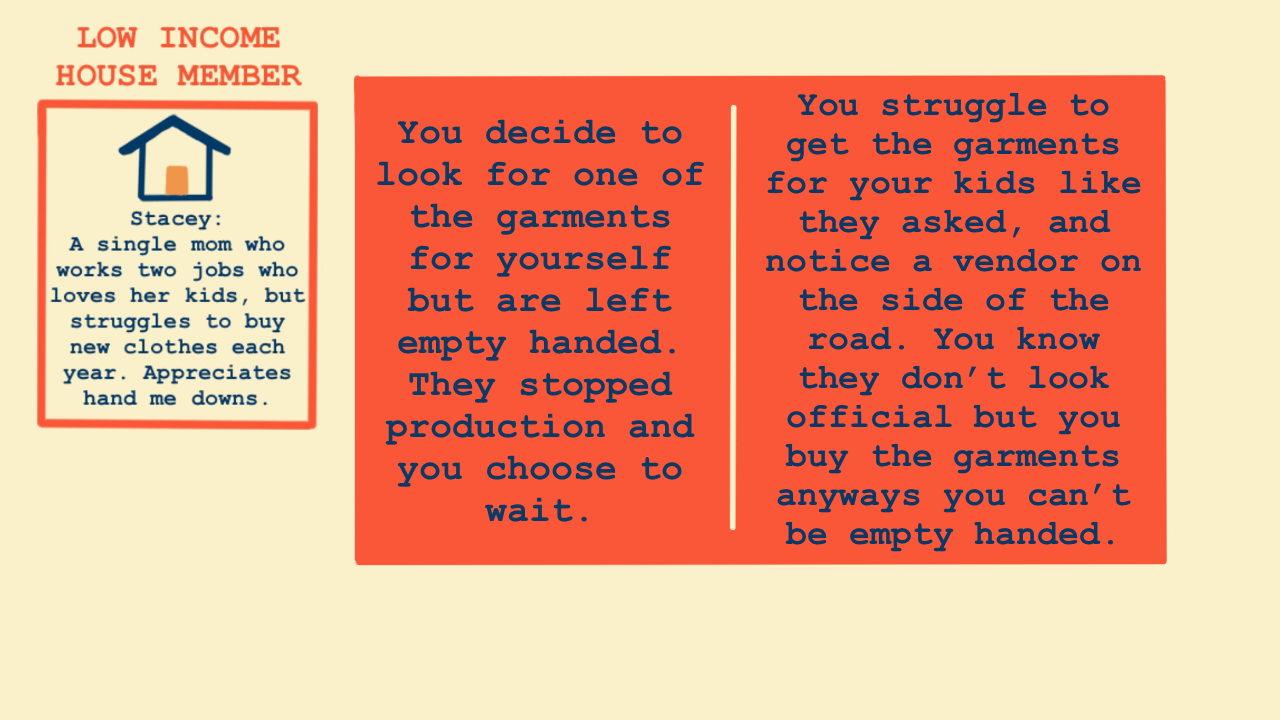 LOW INCOME
HOUSE MEMBER
Stacey:
A single mom who
works two jobs who
loves her kids, but
struggles to buy
new clothes each
year. Appreciates
hand me downs.
You decide to
look for one of
the garments
for yourself
but are left
empty handed.
They stopped
production and
you choose to
wait.
You struggle to
get the garments
for your kids like
they asked, and
notice a vendor on
the side of the
road. You know
they don’t look
official but you
buy the garments
anyways you can’t
be empty handed.